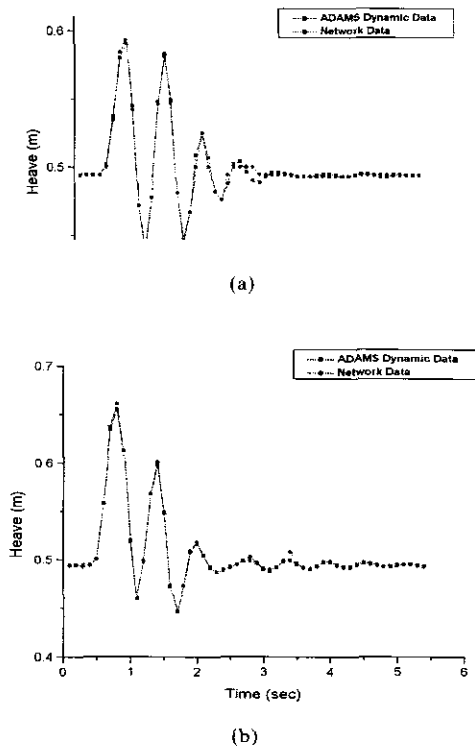 ADAMS Dynamic Data
Network Data
0.6
0.5
Heave (m)
(a)
ADAMS Dynamic Data
Network Data
0.7
0.6
0.5
0.4
Heave (m)
0 1 2 3 4 5 6
Time (sec)
(b)